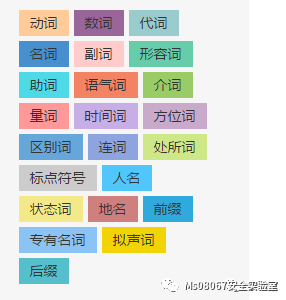 动词 数词 代词
名词 副词 形容词
助词 语气词 介词
量词 时间词 方位词
区别词 连词 处所词
标点符号 人名
状态词 地名 前缀
专有名词 拟声词
后缀
Ms08067安全实验室